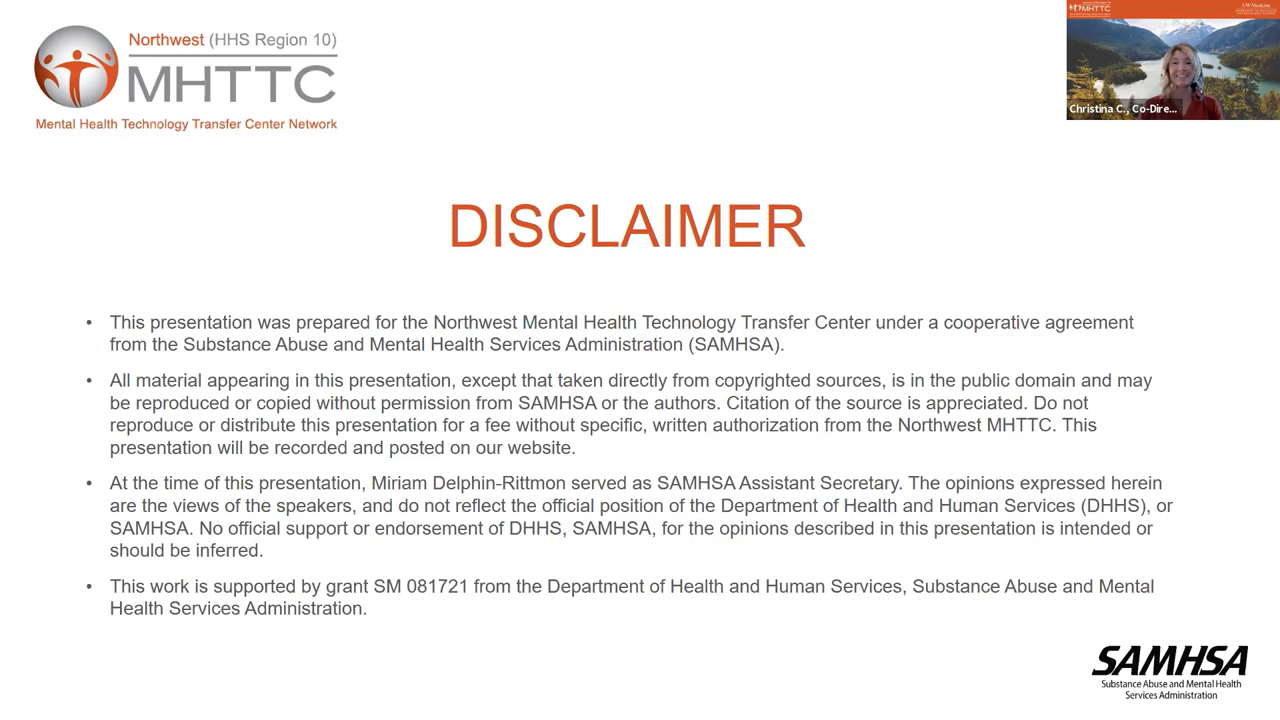 Northwest (HHS Region 10)
MHTTC
Mental Health Technology Transfer Center Network
MHTTC
UW Medicine
Christina C., Co-Dire...
DISCLAIMER
• This presentation was prepared for the Northwest Mental Health Technology Transfer Center under a cooperative agreement
from the Substance Abuse and Mental Health Services Administration (SAMHSA).
• All material appearing in this presentation, except that taken directly from copyrighted sources, is in the public domain and may
be reproduced or copied without permission from SAMHSA or the authors. Citation of the source is appreciated. Do not
reproduce or distribute this presentation for a fee without specific, written authorization from the Northwest MHTTC. This
presentation will be recorded and posted on our website.
• At the time of this presentation, Miriam Delphin-Rittmon served as SAMHSA Assistant Secretary. The opinions expressed herein
are the views of the speakers, and do not reflect the official position of the Department of Health and Human Services (DHHS), or
SAMHSA. No official support or endorsement of DHHS, SAMHSA, for the opinions described in this presentation is intended or
should be inferred.
• This work is supported by grant SM 081721 from the Department of Health and Human Services, Substance Abuse and Mental
Health Services Administration.
SAMHSA
Substance Abuse and Mental Health
Services Administration